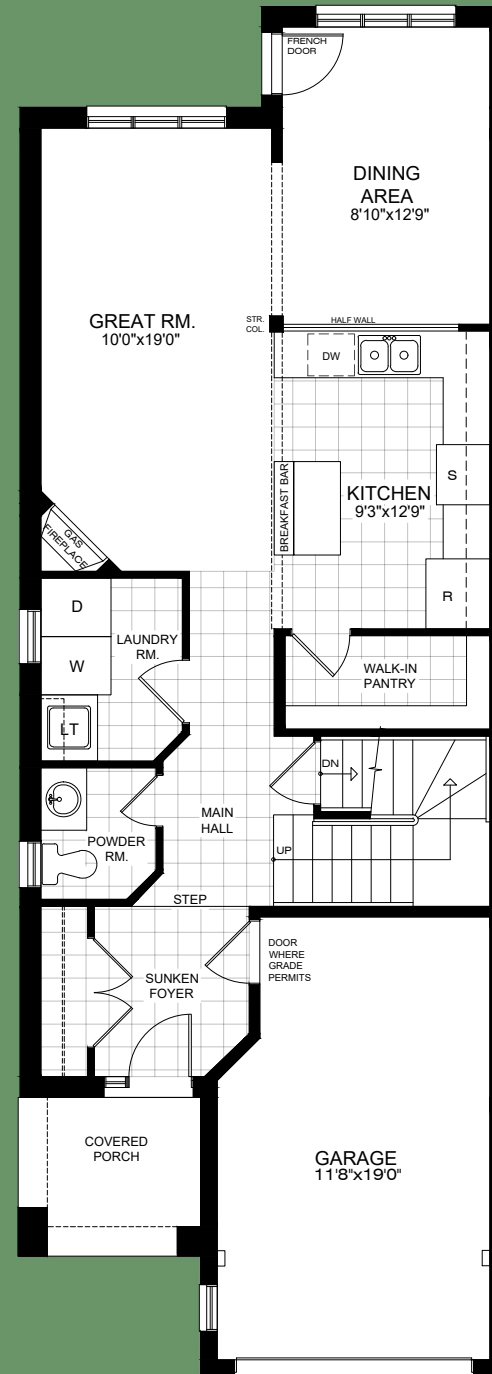 FRENCH
DOOR
DINING
AREA
8'10"x12'9"
GREAT RM.
10'0"x19'0"
STR.
COL.
HALF WALL
DW
BREAKFAST BAR
KITCHEN
9'3"x12'9"
S
R
GAS
FIREPLACE
D
W
LT
LAUNDRY
RM.
WALK-IN
PANTRY
DN
MAIN
HALL
UP
POWDER
RM.
STEP
SUNKEN
FOYER
DOOR
WHERE
GRADE
PERMITS
COVERED
PORCH
GARAGE
11'8"x19'0"